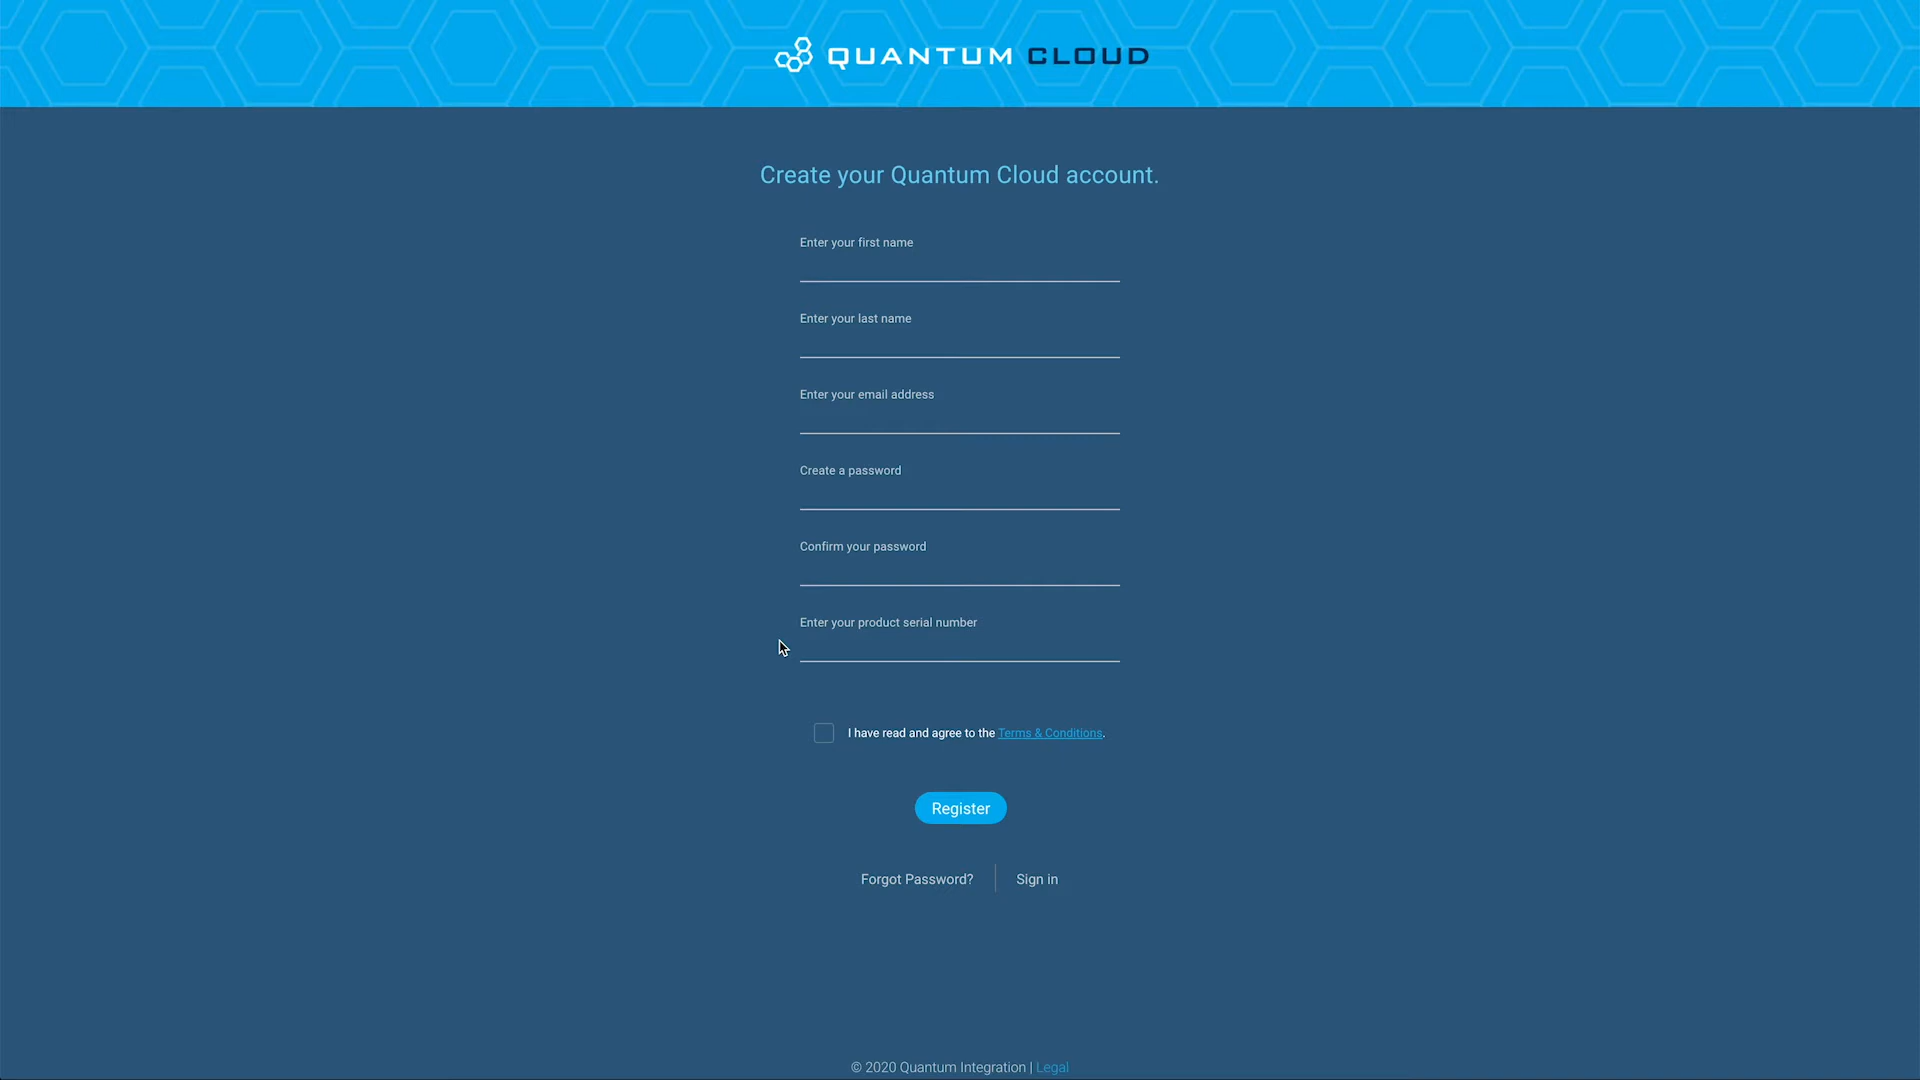 QUANTUM CLOUD
Create your Quantum Cloud account.
Enter your first name
Enter your last name
Enter your email address
Create a password
Confirm your password
Enter your product serial number
I have read and agree to the Terms & Conditions.
Register
Forgot Password? Sign in
© 2020 Quantum Integration | Legal